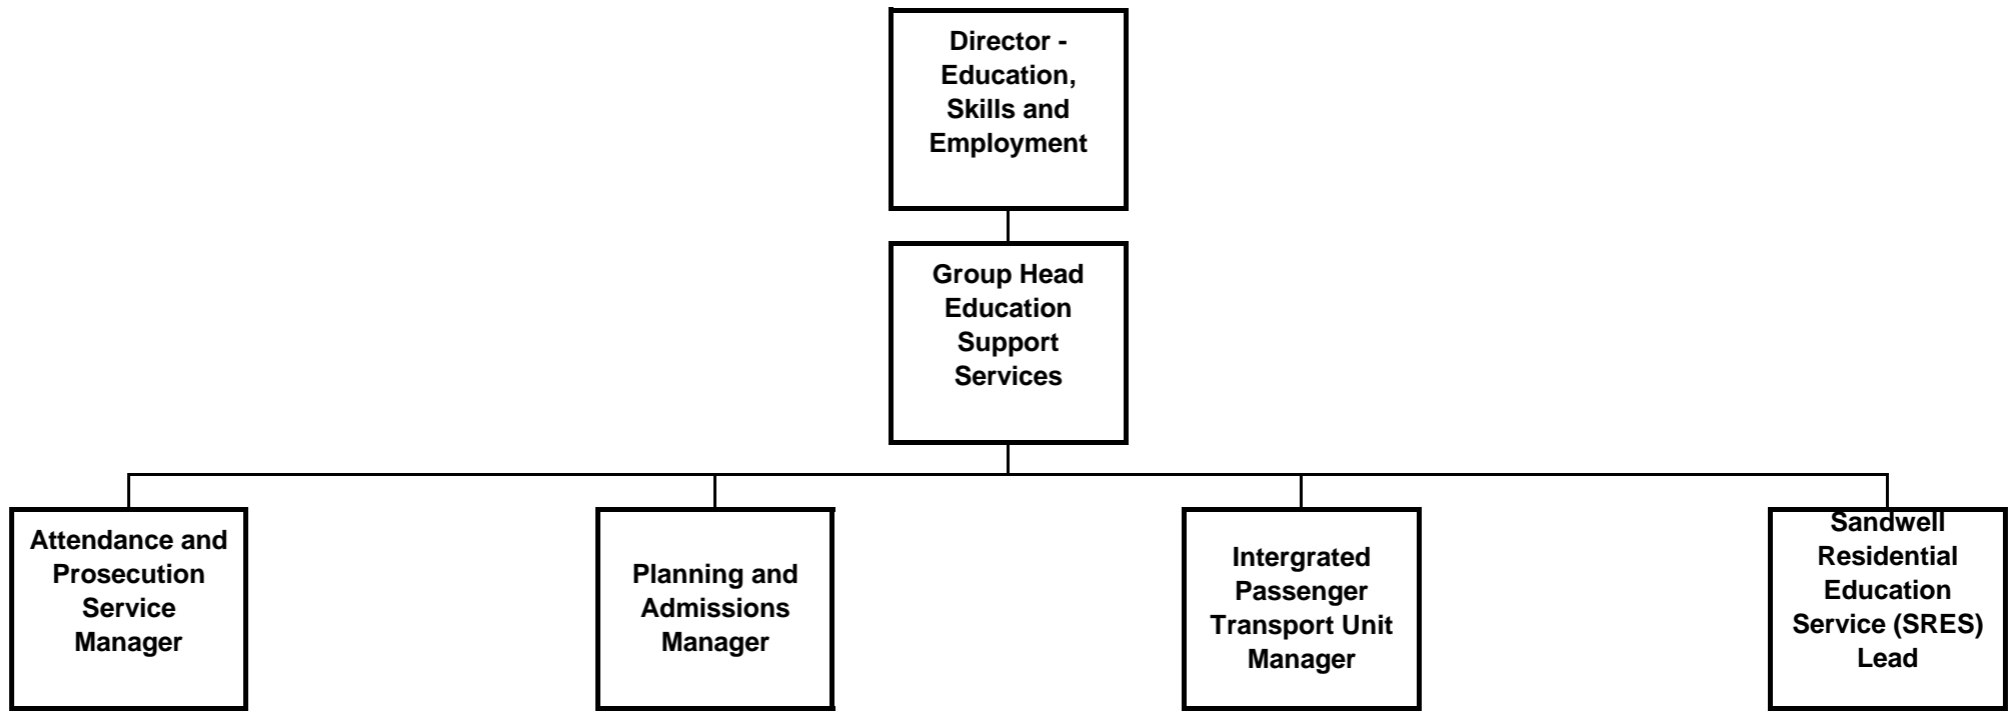 Director -
Education,
Skills and
Employment
Group Head
Education
Support
Services
Attendance and
Prosecution
Service
Manager
Planning and
Admissions
Manager
Intergrated
Passenger
Transport Unit
Manager
Sandwell
Residential
Education
Service (SRES)
Lead